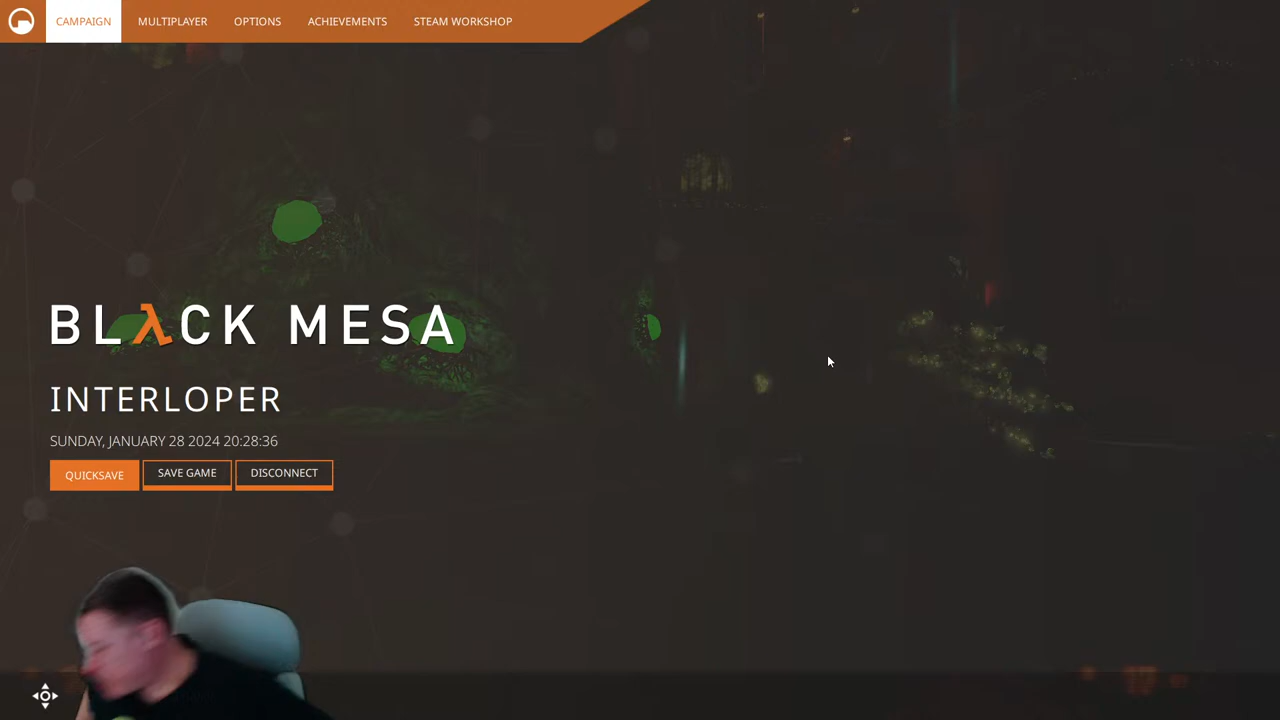 CAMPAIGN MULTIPLAYER OPTIONS ACHIEVEMENTS STEAM WORKSHOP
BLλCK MESA
INTERLOPER
SUNDAY, JANUARY 28 2024 20:28:36
QUICKSAVE SAVE GAME DISCONNECT